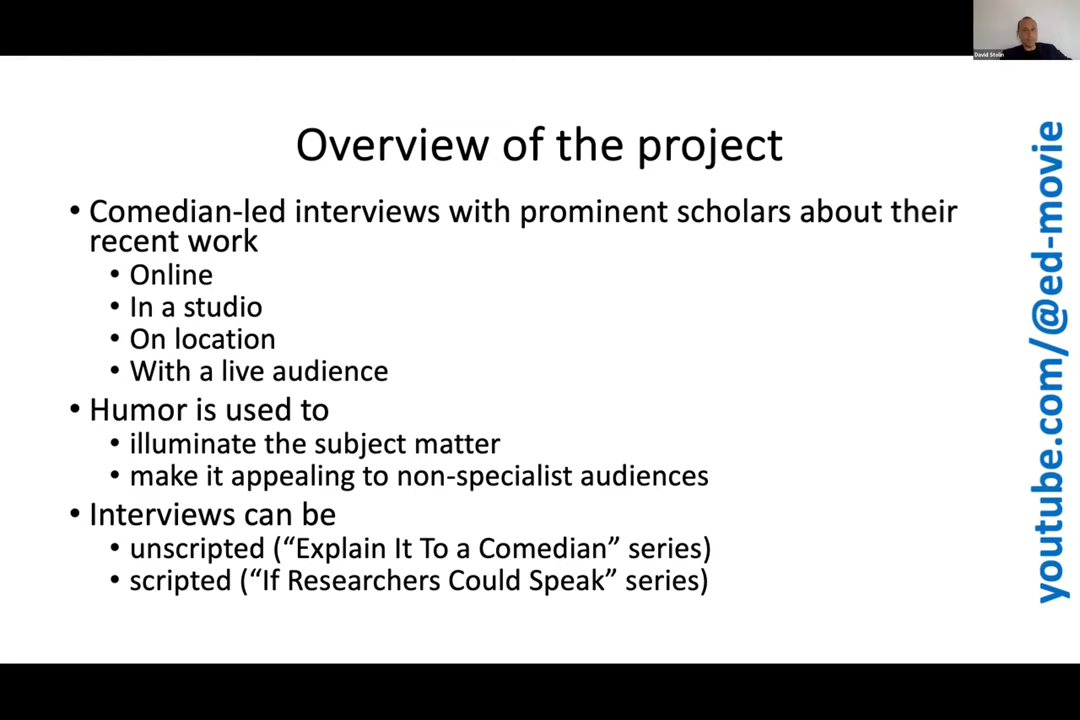 David Stolin
Overview of the project
• Comedian-led interviews with prominent scholars about their
recent work
• Online
• In a studio
• On location
• With a live audience
• Humor is used to
• illuminate the subject matter
• make it appealing to non-specialist audiences
• Interviews can be
• unscripted (“Explain It To a Comedian” series)
• scripted (“If Researchers Could Speak” series)
youtube.com/@ed-movie